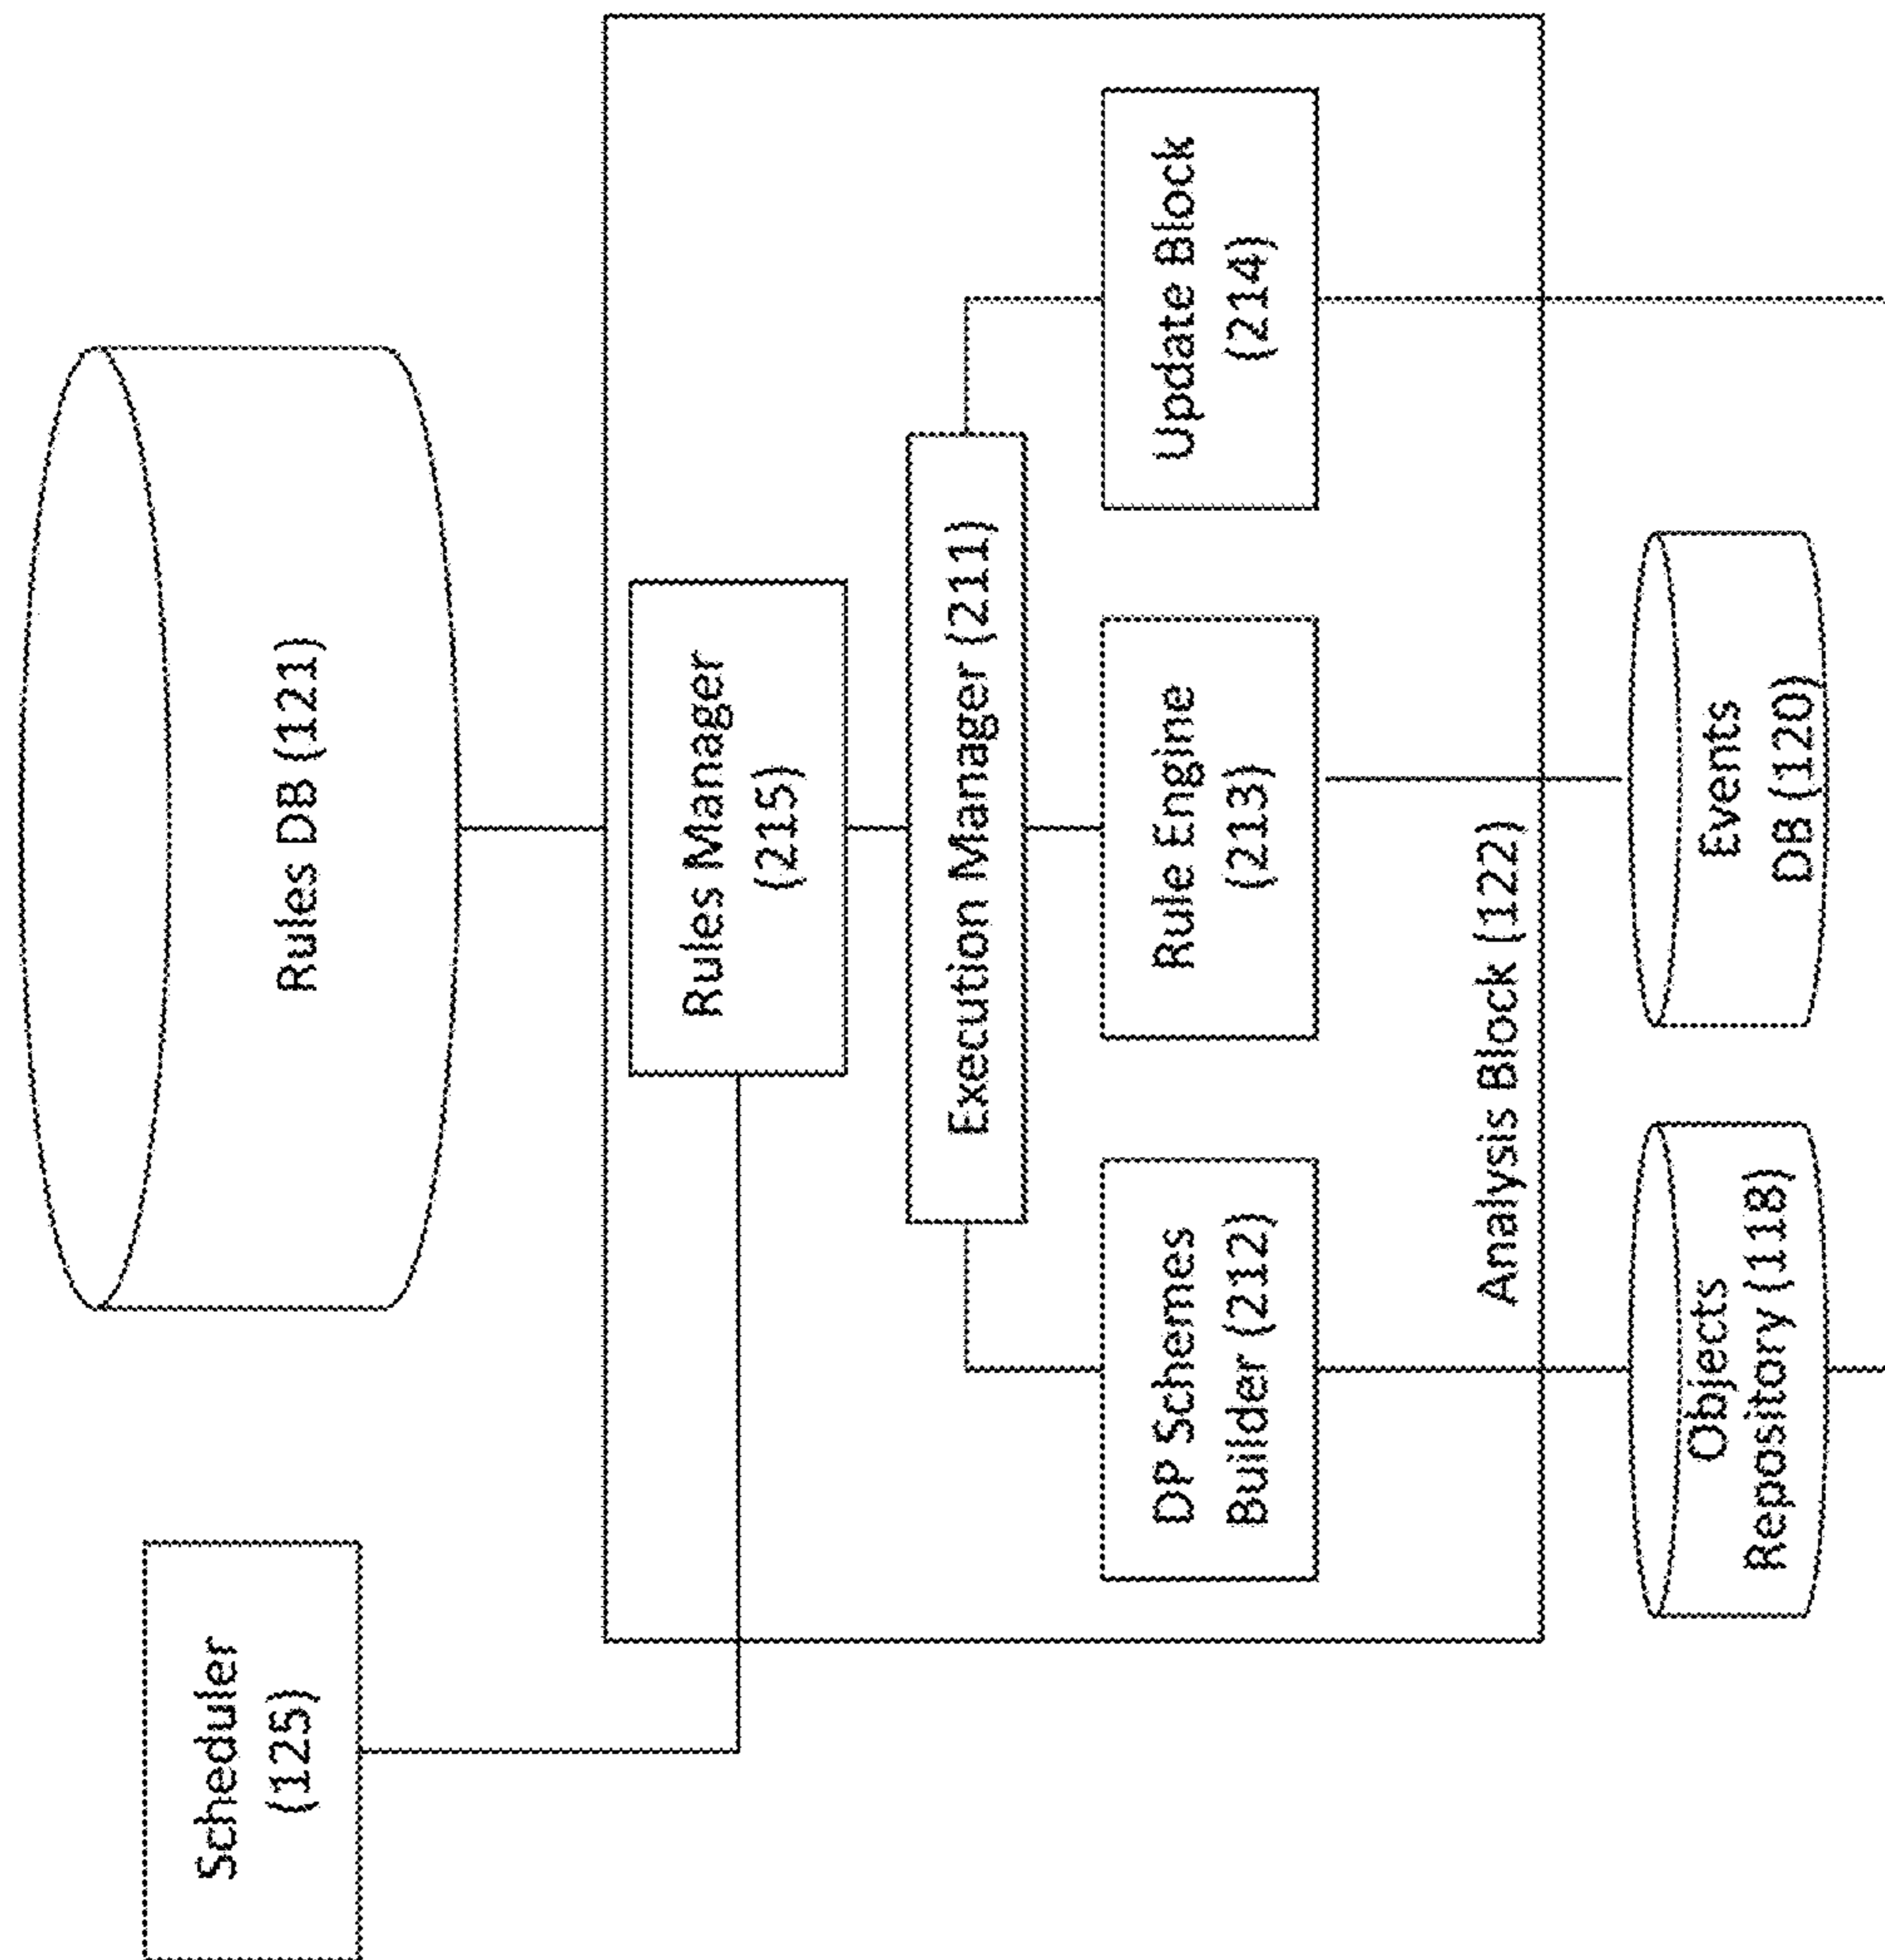 Scheduler
(125)
Rules DB (121)
Rules Manager
(215)
Execution Manager (211)
DP Schemes
Builder (212)
Rule Engine
(213)
Update Block
(214)
Analysis Block (122)
Objects
Repository (118)
Events
DB (120)